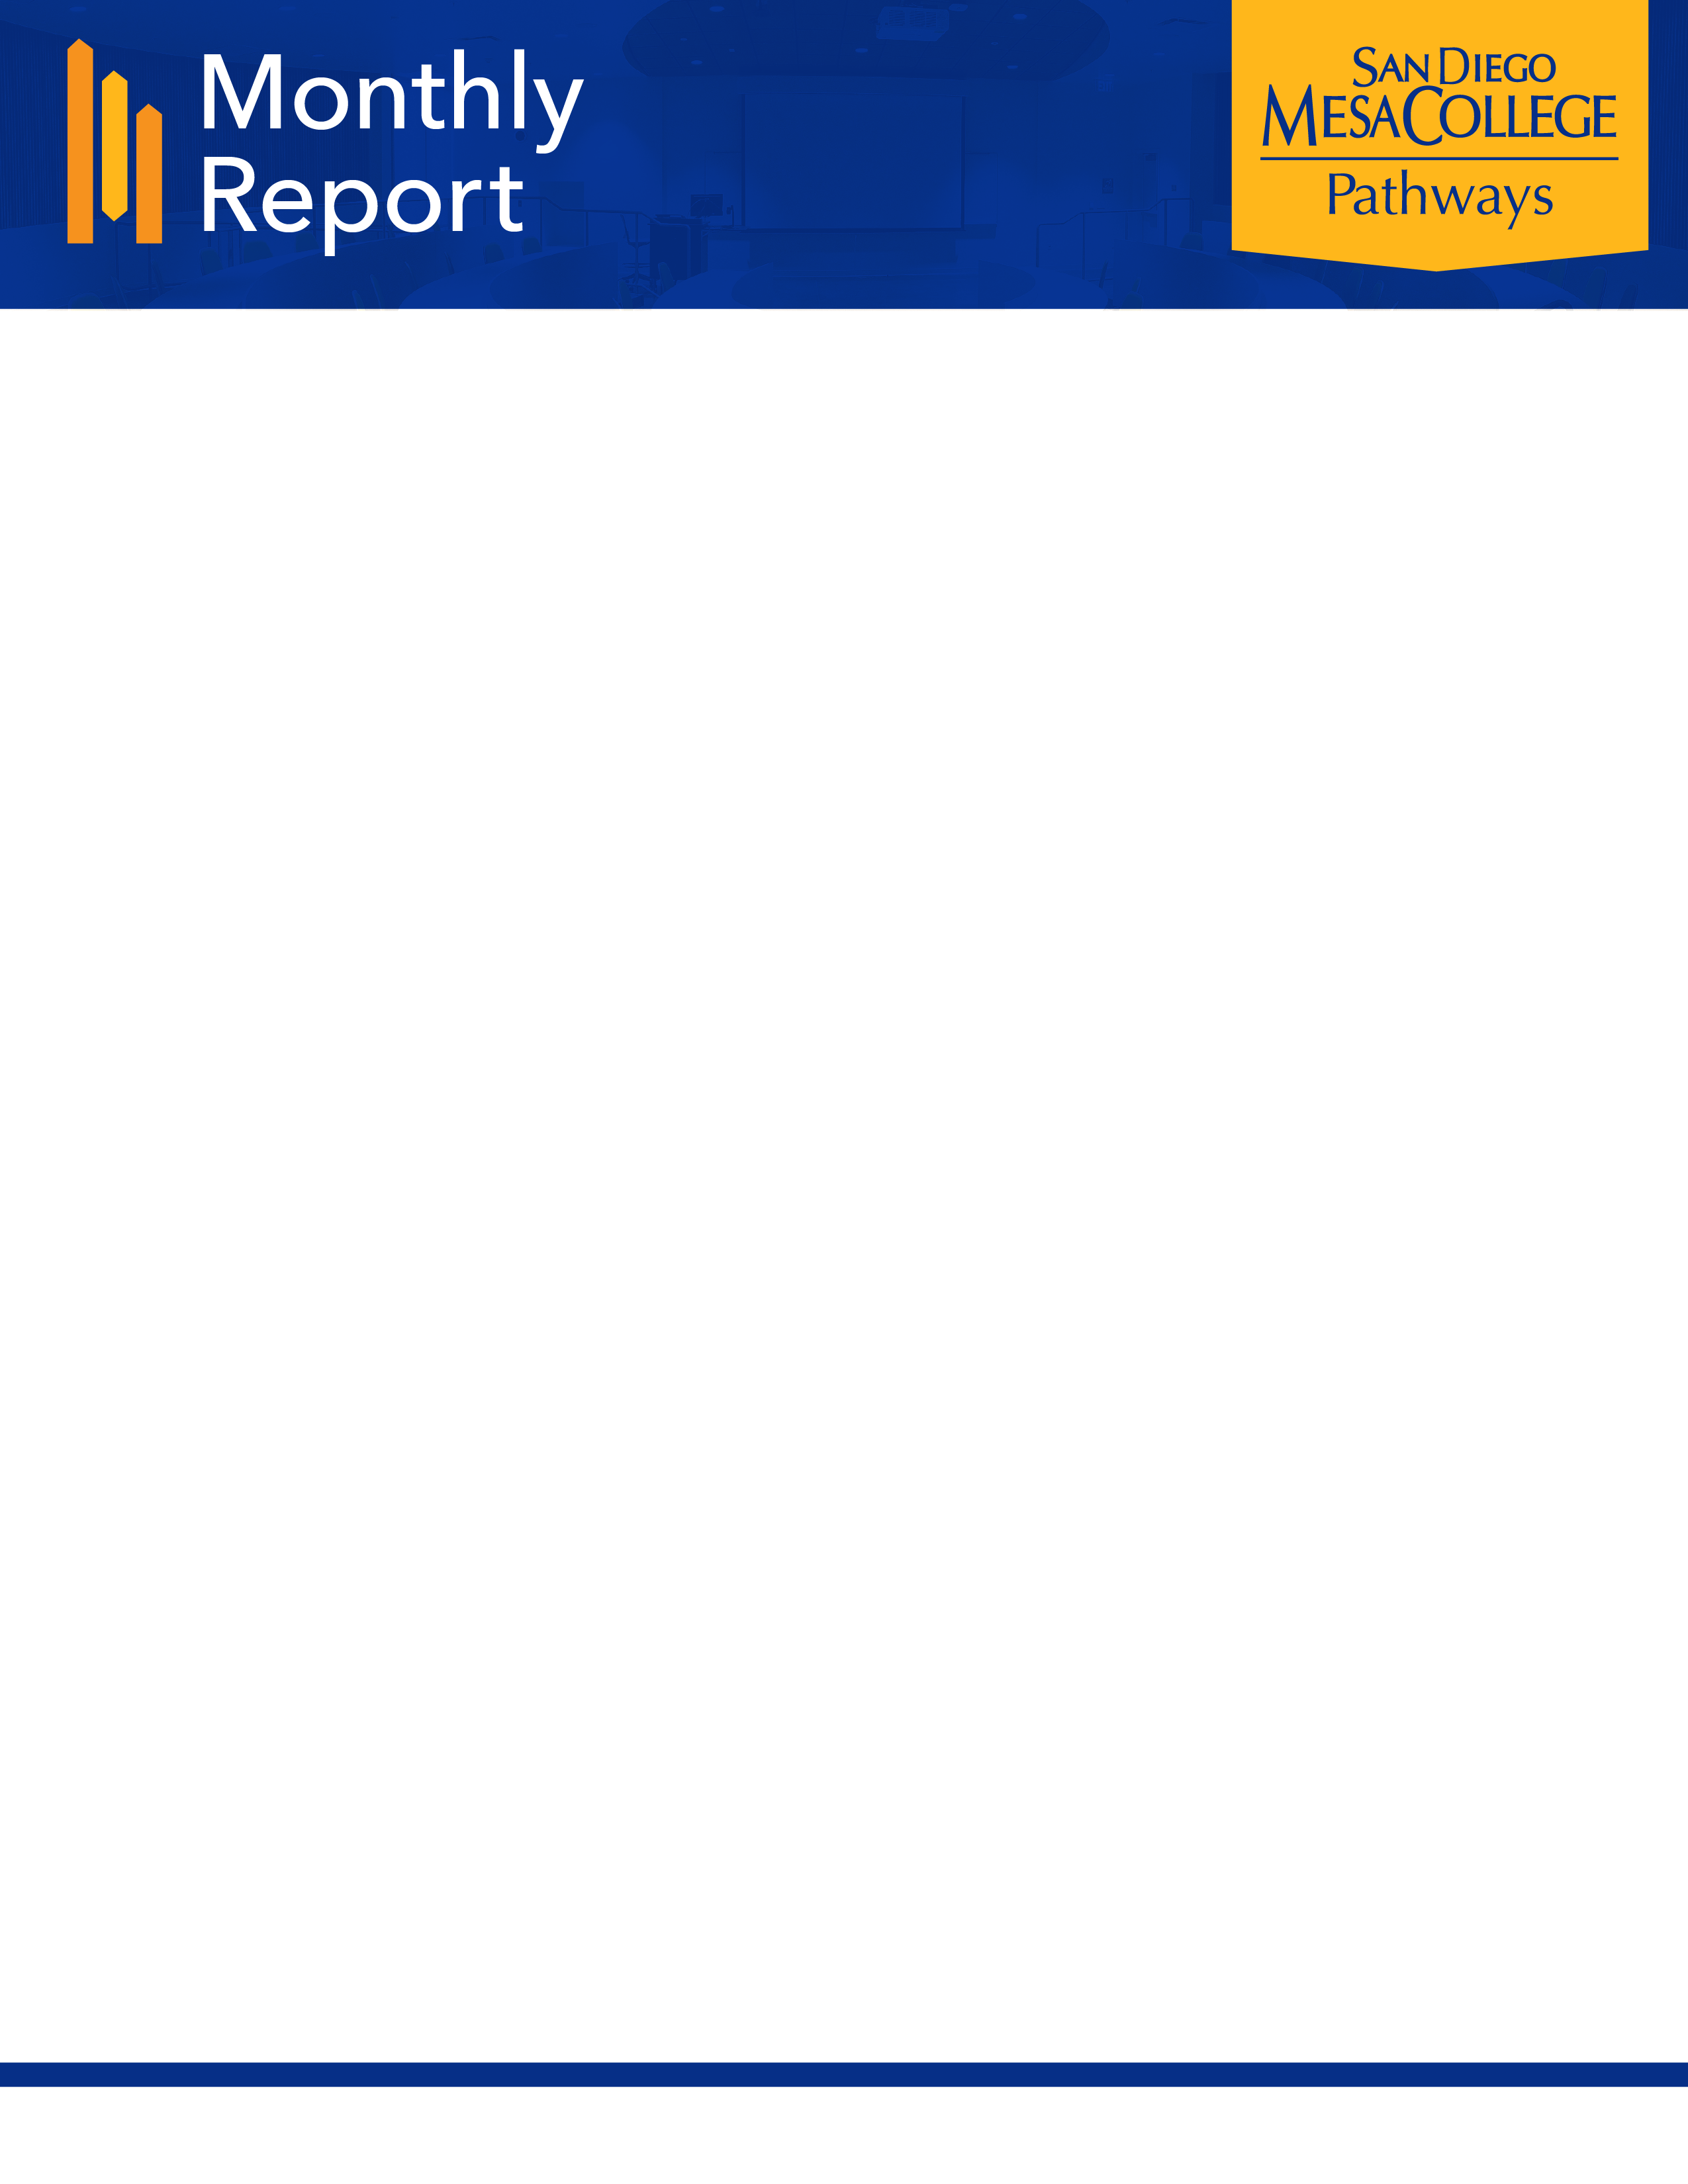 Monthly
Report
SAN DIEGO
MESA COLLEGE
Pathways